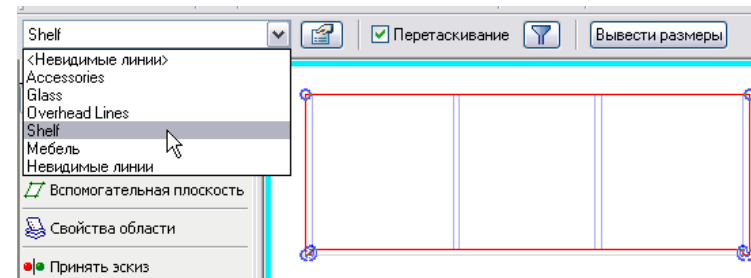 Shelf
Перетаскивание
Вывести размеры
<Невидимые линии>
Accessories
Glass
Overhead Lines
Shelf
Мебель
Невидимые линии
Вспомогательная плоскость
Свойства области
Принять эскиз